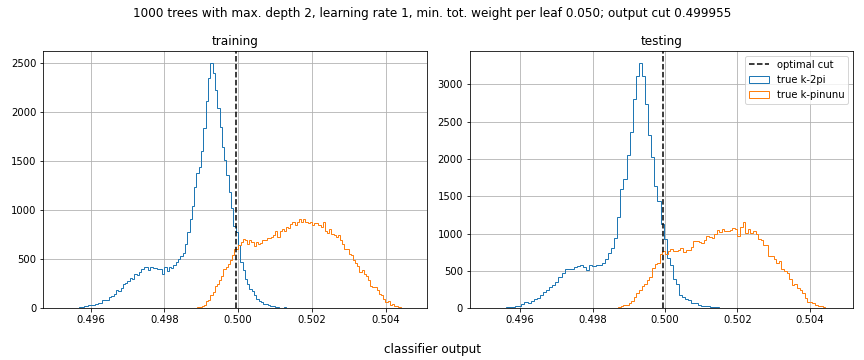 1000 trees with max. depth 2, learning rate 1, min. tot. weight per leaf 0.050; output cut 0.499955
training
2500
2000
1500
1000
500
0
0.496 0.498 0.500 0.502 0.504
testing
optimal cut
true k-2pi
true k-pinunu
3000
2500
2000
1500
1000
500
0
0.496 0.498 0.500 0.502 0.504
classifier output